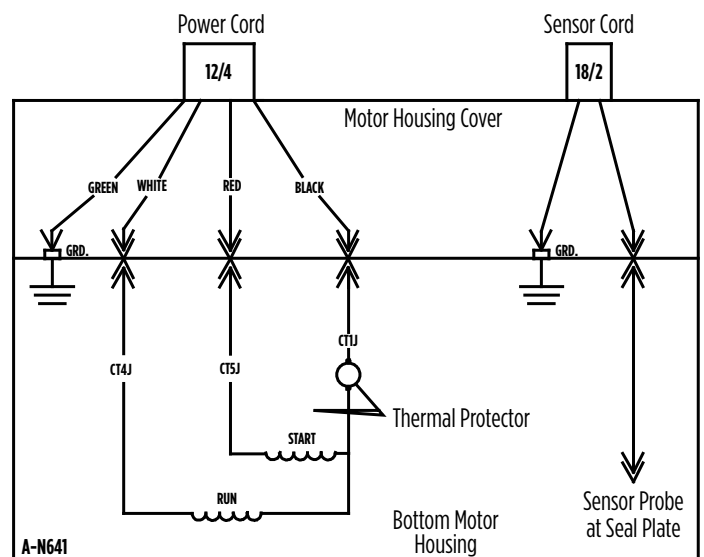 Power Cord
Sensor Cord
12/4
18/2
Motor Housing Cover
GREEN
WHITE
RED
BLACK
GRD.
GRD.
CT4J
CT5J
CT1J
Thermal Protector
START
RUN
Bottom Motor
Housing
Sensor Probe
at Seal Plate
A-N641